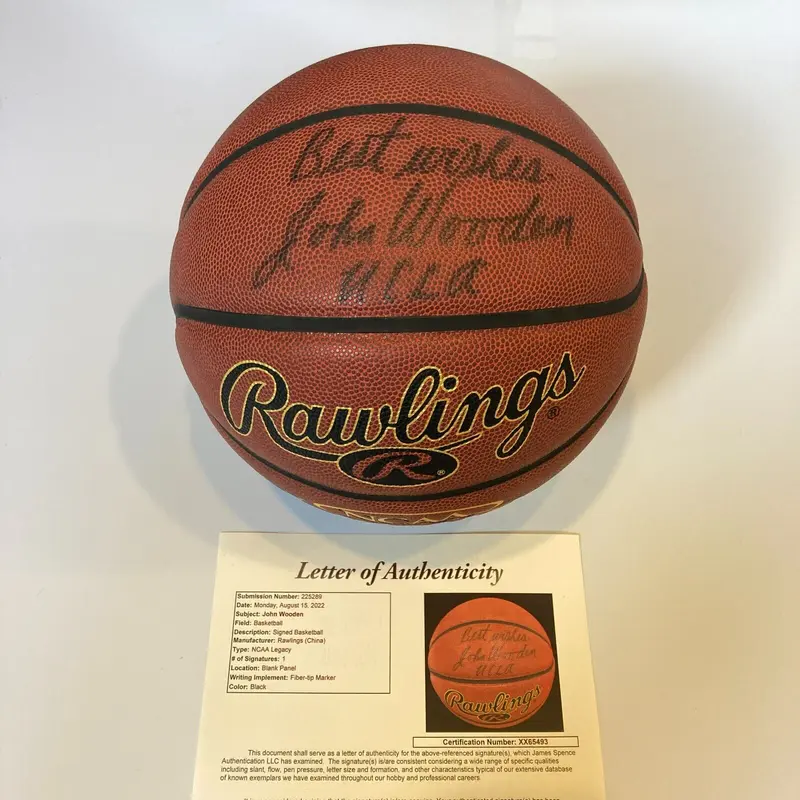 Best wishes
John Wooden
UCLA
Rawlings®
R®
NCAA
Letter of Authenticity
Submission Number: 225289
Date: Monday, August 15, 2022
Subject: John Wooden
Field: Basketball
Description: Signed Basketball
Manufacturer: Rawlings (China)
Type: NCAA Legacy
# of Signatures: 1
Location: Blank Panel
Writing Implement: Fiber-tip Marker
Color: Black
Best wishes
John Wooden
UCLA
Rawlings
R
Certification Number: XX65493
This document shall serve as a letter of authenticity for the above-referenced signature(s), which James Spence
Authentication LLC has examined. The signature(s) is/are consistent considering a wide range of specific qualities
including slant, flow, pen pressure, letter size and formation, and other characteristics typical of our extensive database
of known exemplars we have examined throughout our hobby and professional careers.